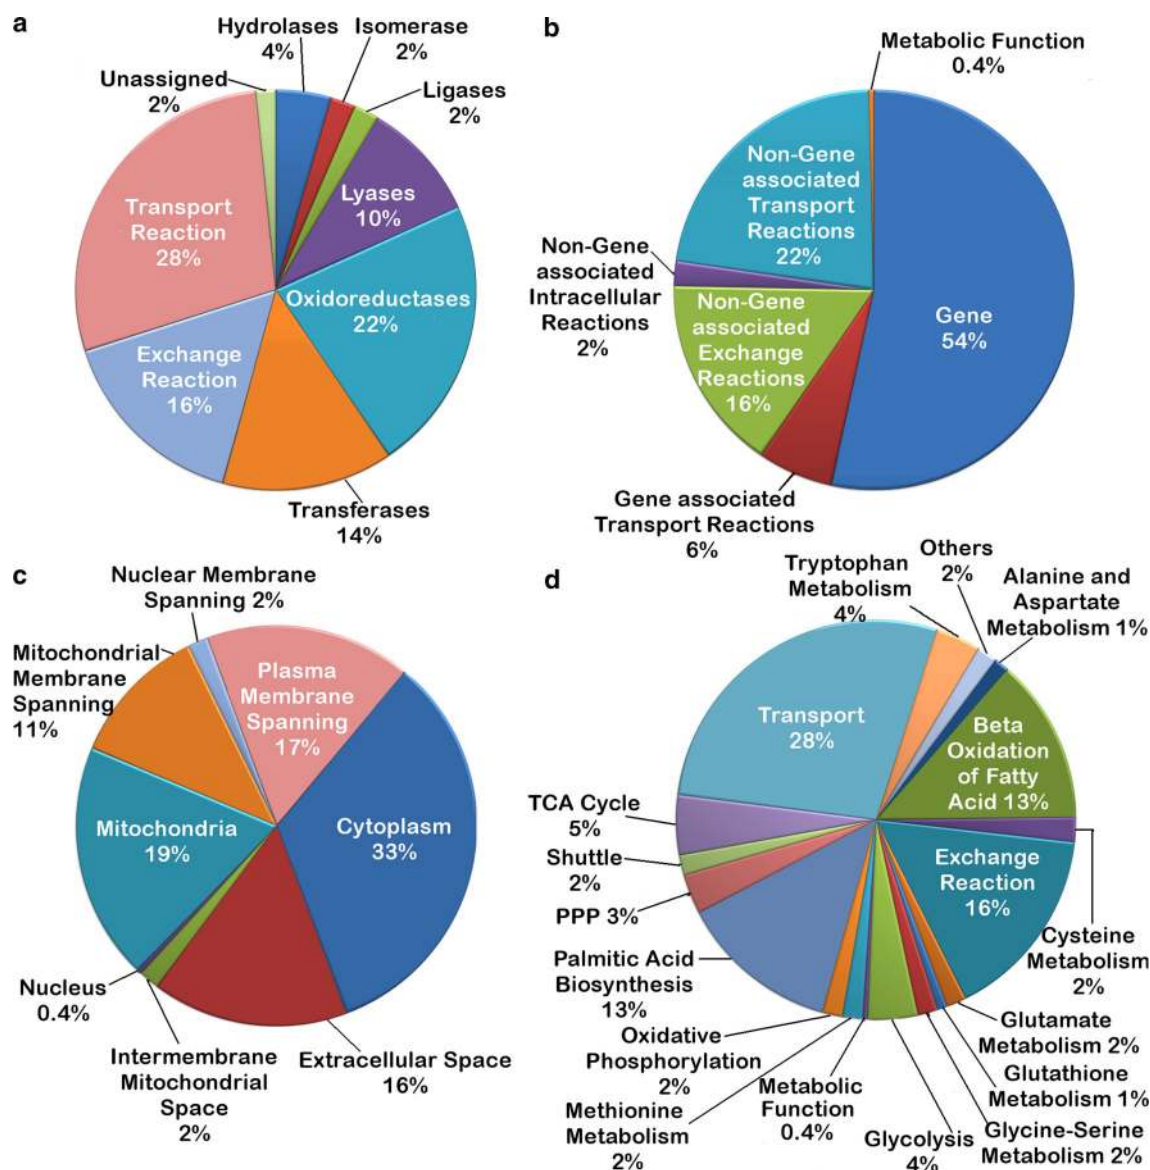 a
Hydrolases
4%
Isomerase
2%
Unassigned
2%
Ligases
2%
Lyases
10%
Transport
Reaction
28%
Oxidoreductases
22%
Exchange
Reaction
16%
Transferases
14%
b
Metabolic Function
0.4%
Non-Gene
associated
Transport
Reactions
22%
Non-Gene
associated
Intracellular
Reactions
2%
Gene
54%
Non-Gene
associated
Exchange
Reactions
16%
Gene associated
Transport Reactions
6%
c
Nuclear Membrane
Spanning 2%
Mitochondrial
Membrane
Spanning
11%
Plasma
Membrane
Spanning
17%
Cytoplasm
33%
Mitochondria
19%
Nucleus
0.4%
Intermembrane
Mitochondrial
Space
2%
Extracellular Space
16%
d
Tryptophan
Metabolism
4%
Others
2%
Alanine and
Aspartate
Metabolism 1%
Transport
28%
Beta
Oxidation
of Fatty
Acid 13%
TCA Cycle
5%
Shuttle
2%
PPP 3%
Exchange
Reaction
16%
Palmitic Acid
Biosynthesis
13%
Cysteine
Metabolism
2%
Oxidative
Phosphorylation
2%
Methionine
Metabolism
2%
Metabolic
Function
0.4%
Glycolysis
4%
Glutamate
Metabolism 2%
Glutathione
Metabolism 1%
Glycine-Serine
Metabolism 2%